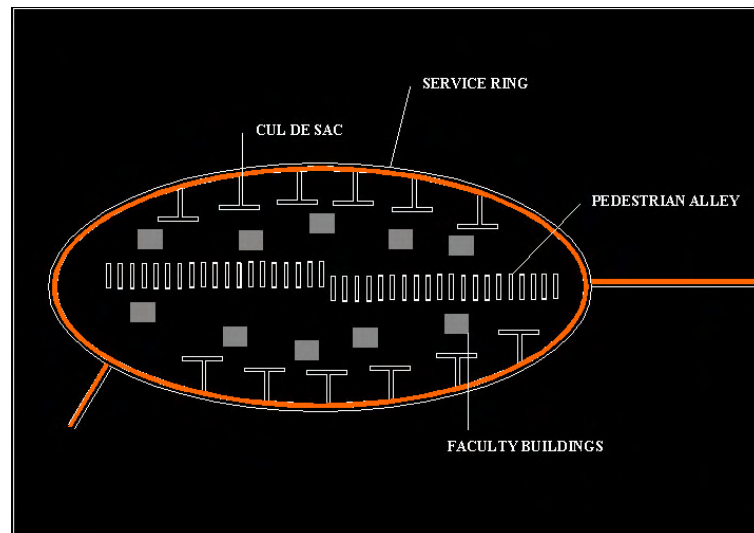 SERVICE RING
CUL DE SAC
PEDESTRIAN ALLEY
FACULTY BUILDINGS